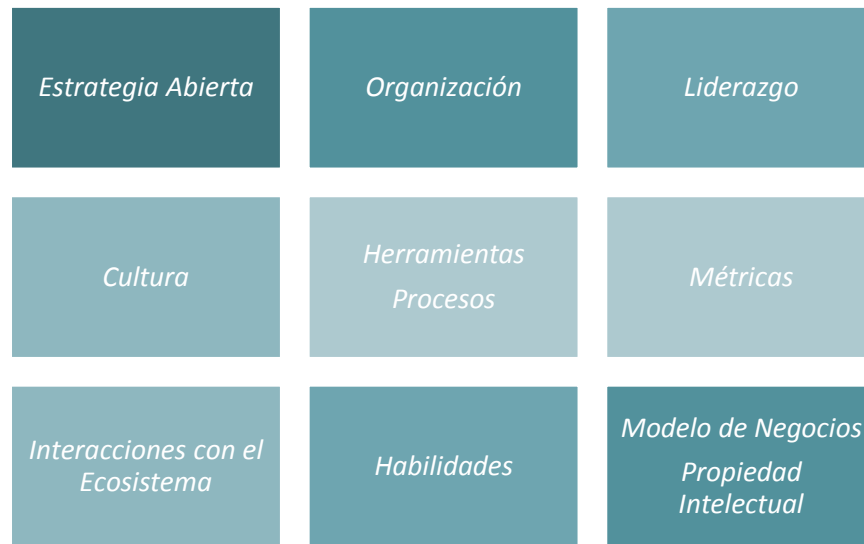 Estrategia Abierta
Organización
Liderazgo
Cultura
Herramientas
Procesos
Métricas
Interacciones con el
Ecosistema
Habilidades
Modelo de Negocios
Propiedad
Intelectual